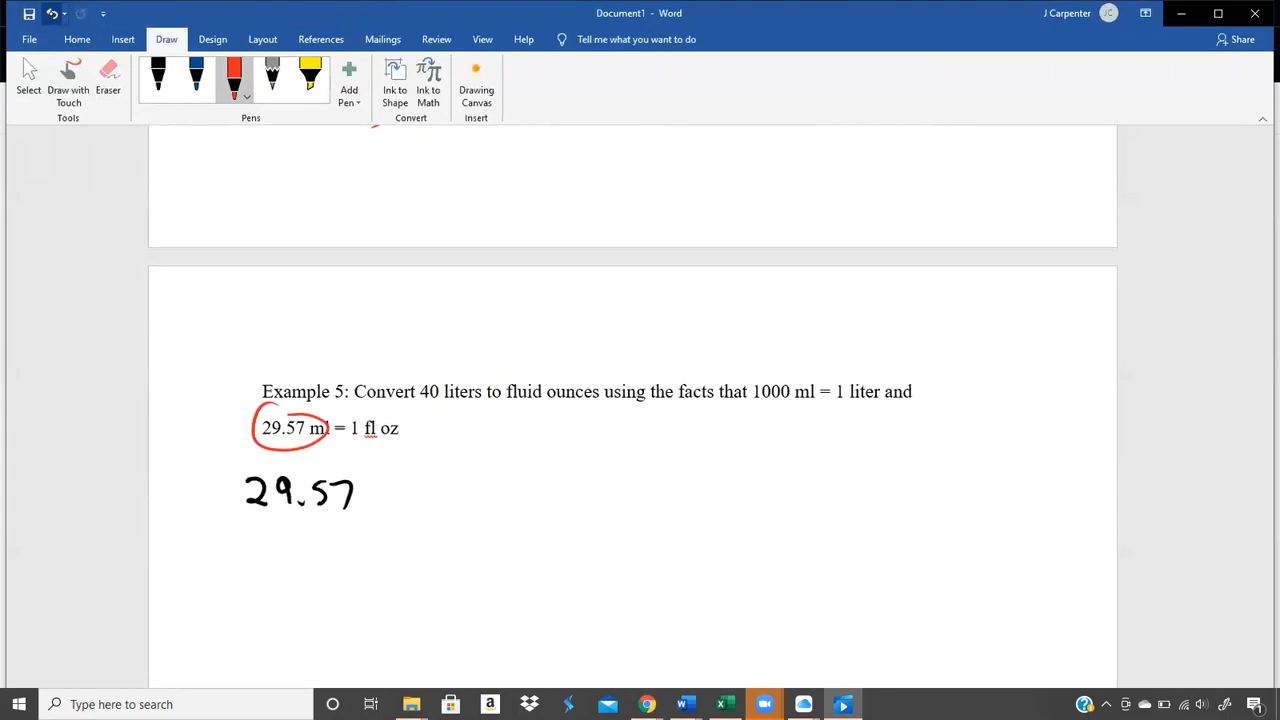 Document1 - Word
J Carpenter
JC
File
Home
Insert
Draw
Design
Layout
References
Mailings
Review
View
Help
Tell me what you want to do
Share
Select
Draw with
Touch
Eraser
Add
Pen
Ink to
Shape
Ink to
Math
Drawing
Canvas
Tools
Pens
Convert
Insert
Example 5: Convert 40 liters to fluid ounces using the facts that 1000 ml = 1 liter and
29.57 ml = 1 fl oz
29.57
Type here to search